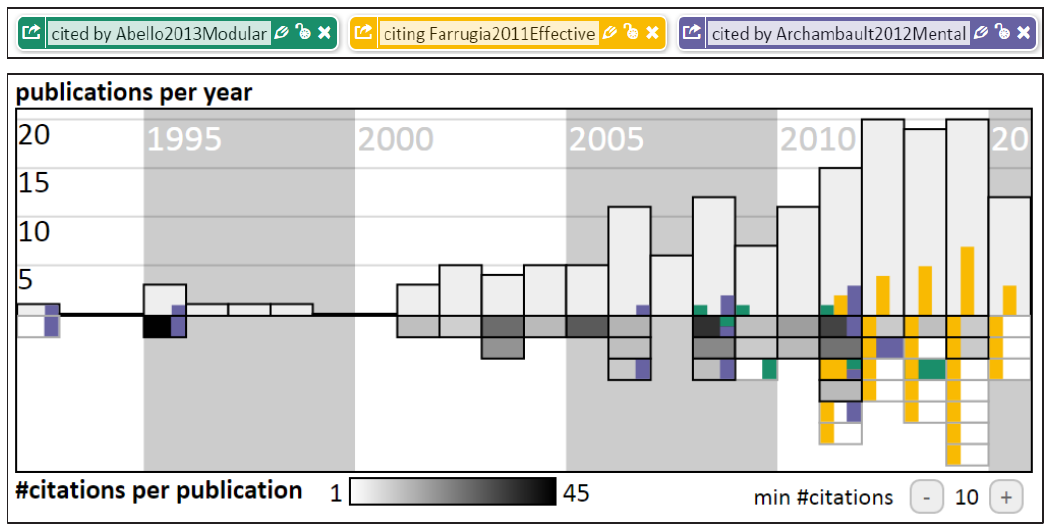 cited by Abello2013Modular citing Farrugia2011Effective cited by Archambault2012Mental
publications per year
20 1995 2000 2005 2010 20
15
10
5
#citations per publication 1 45 min #citations - 10 +